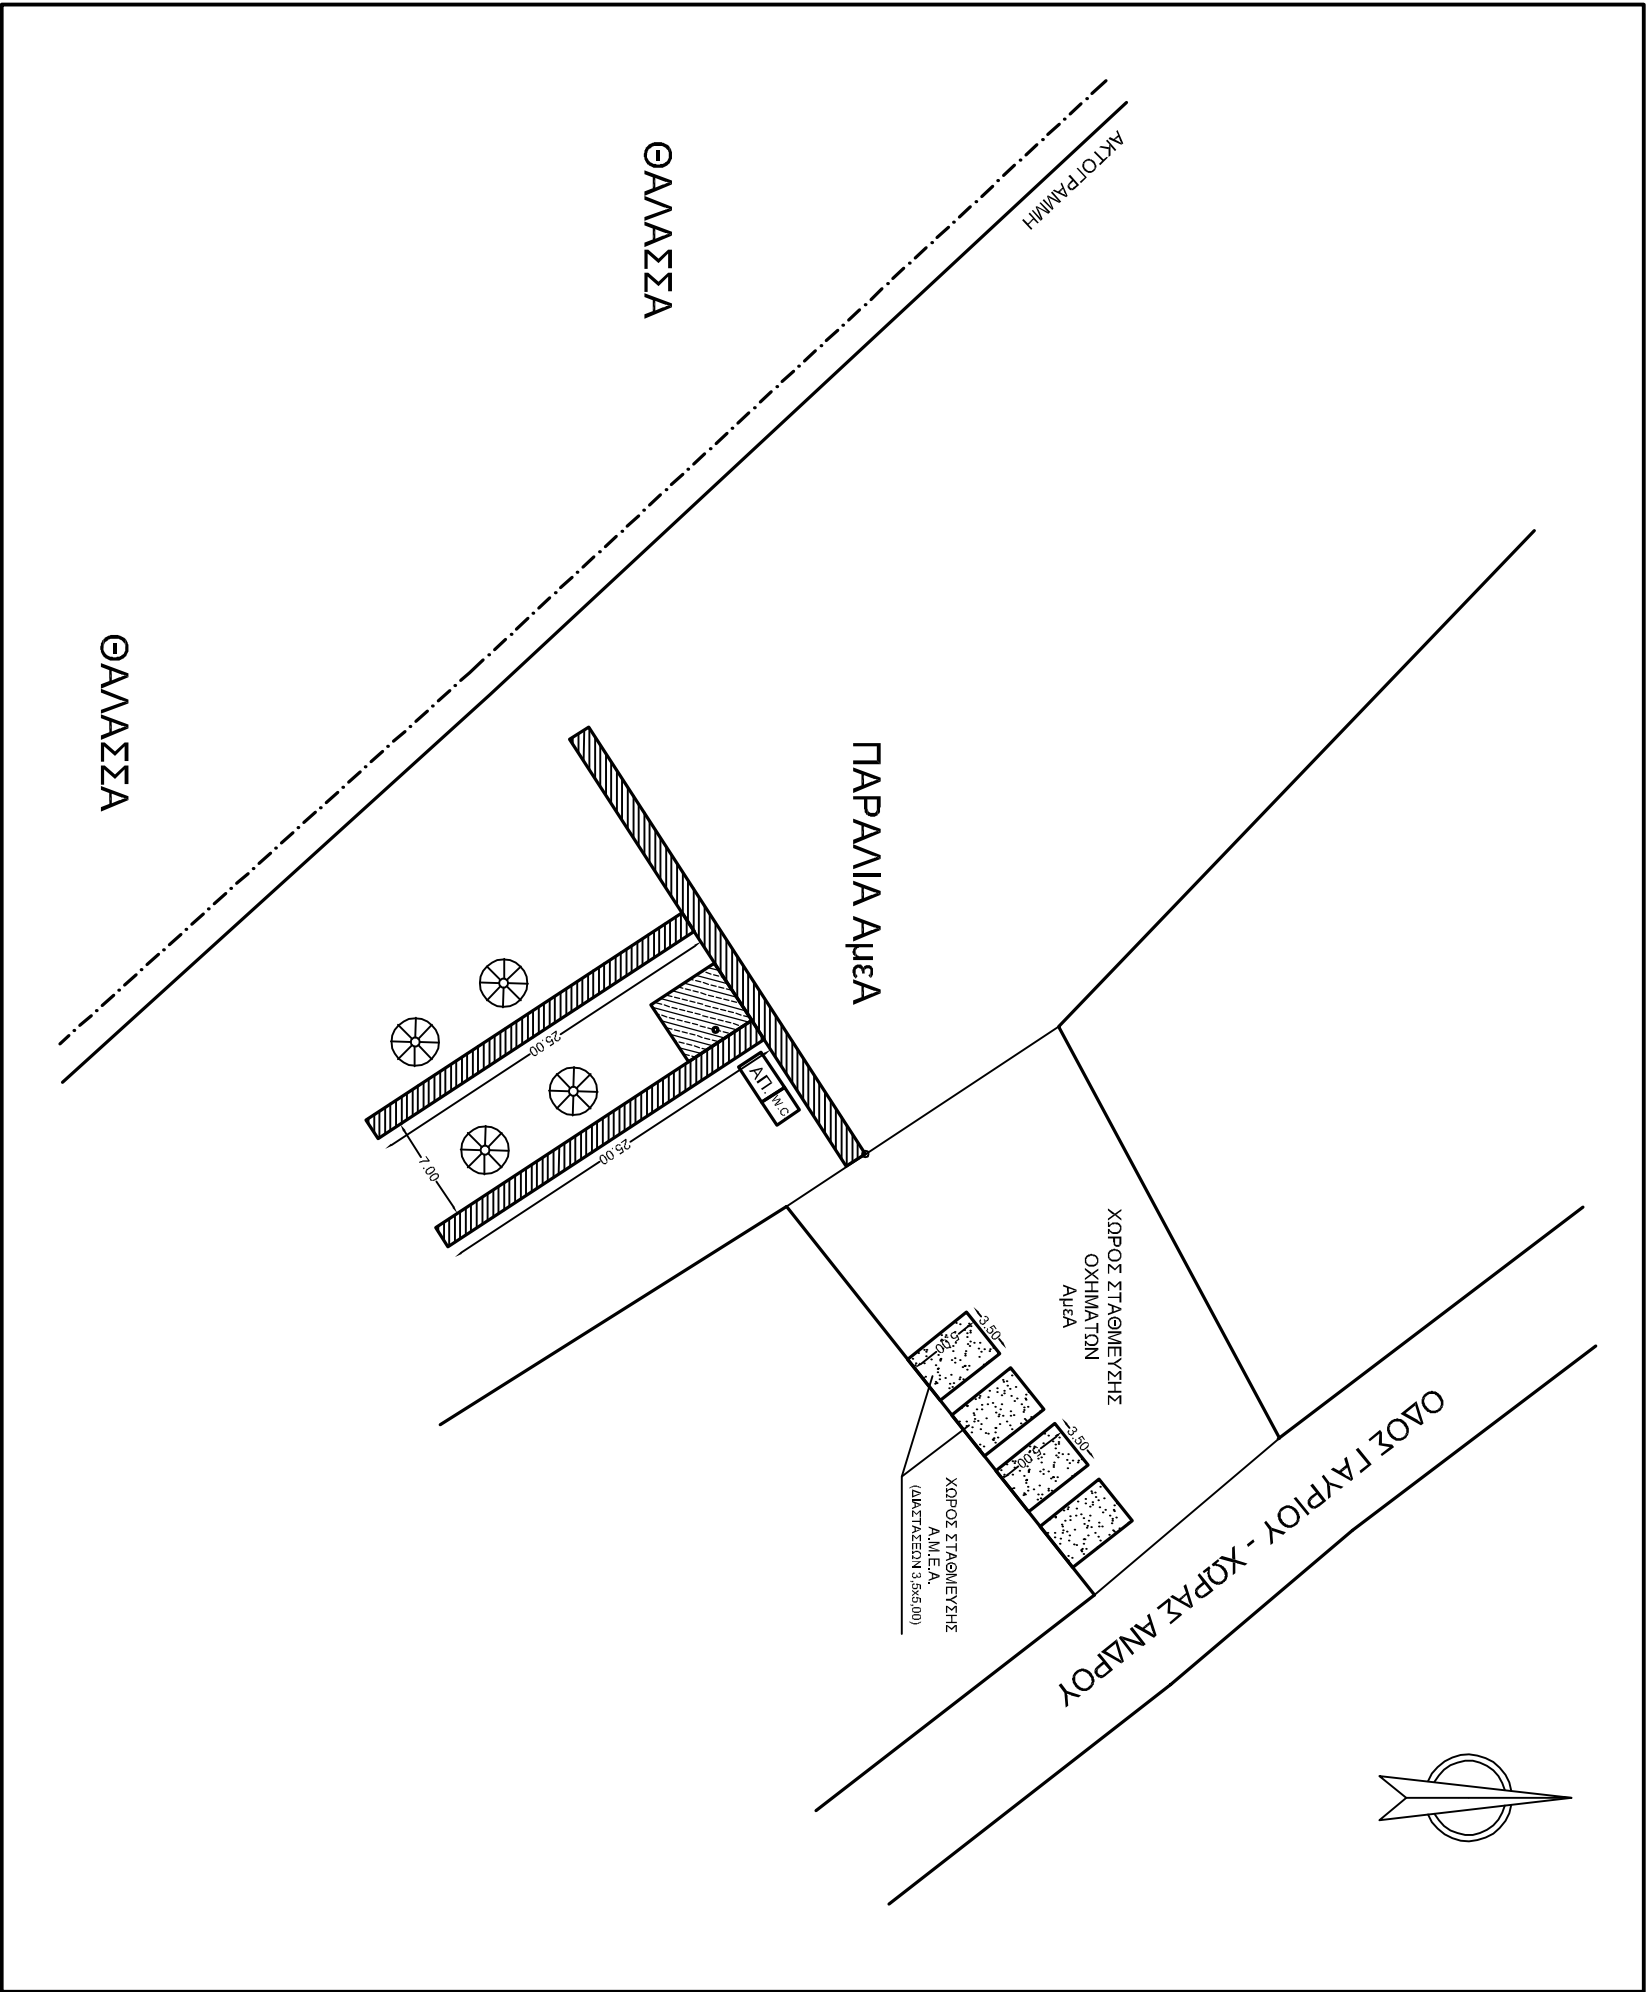 ΑΚΤΟΓΡΑΜΜΗ
ΘΑΛΑΣΣΑ
ΘΑΛΑΣΣΑ
ΠΑΡΑΛΙΑ ΑμεΑ
25.00
25.00
7.00
ΑΠ.
W.C
ΧΩΡΟΣ ΣΤΑΘΜΕΥΣΗΣ
ΟΧΗΜΑΤΩΝ
ΑμεΑ
3.50
5.00
3.50
5.00
ΧΩΡΟΣ ΣΤΑΘΜΕΥΣΗΣ
Α.Μ.Ε.Α.
(ΔΙΑΣΤΑΣΕΩΝ 3,5x5,00)
ΟΔΟΣ ΓΑΥΡΙΟΥ - ΧΩΡΑΣ ΑΝΔΡΟΥ